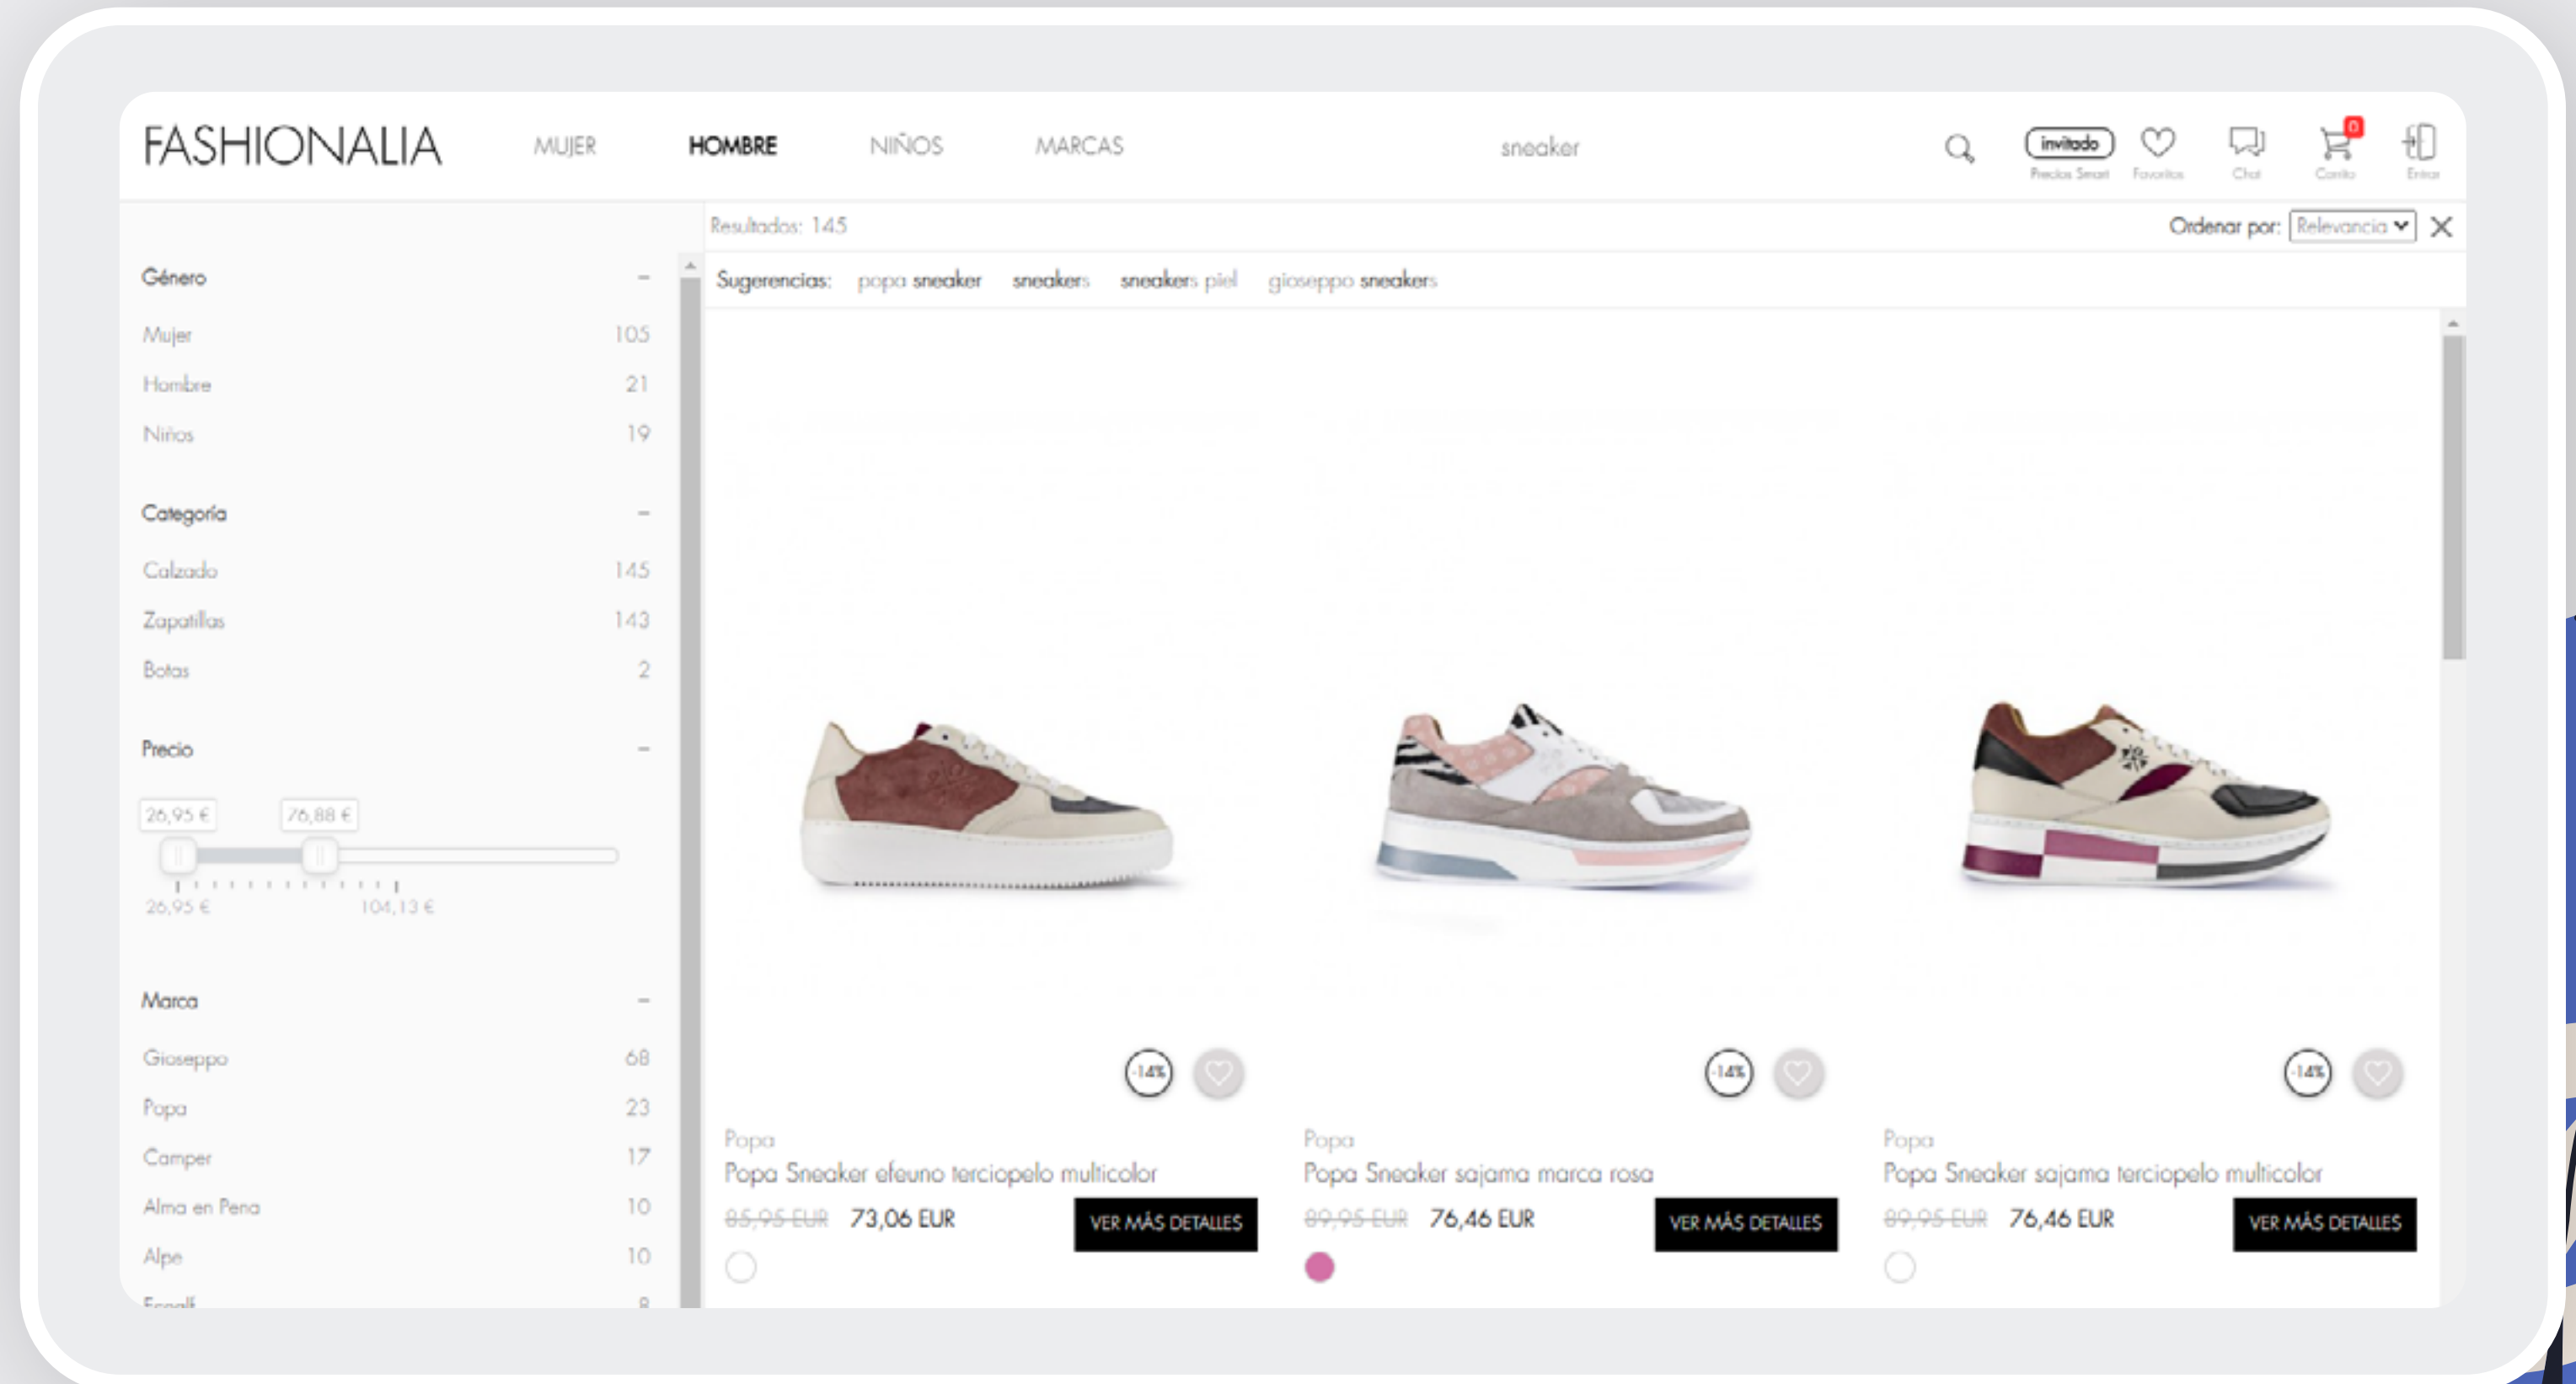 FASHIONALIA MUJER HOMBRE NIÑOS MARCAS sneaker invitado 0
Precios Smart Favoritos Chat Carrito Entrar
Resultados: 145 Ordenar por: Relevancia
Sugerencias: popa sneaker sneakers sneakers piel gioseppo sneakers
Género
Mujer 105
Hombre 21
Niños 19
Categoría
Calzado 145
Zapatillas 143
Botas 2
Precio
26,95 € 76,88 €
26,95 € 104,13 €
Marca
Gioseppo 68
Popa 23
Camper 17
Alma en Pena 10
Alpe 10
Ecoalf 8
-14% -14% -14%
Popa
Popa Sneaker efeuno terciopelo multicolor
85,95 EUR 73,06 EUR VER MÁS DETALLES
Popa
Popa Sneaker sajama marca rosa
89,95 EUR 76,46 EUR VER MÁS DETALLES
Popa
Popa Sneaker sajama terciopelo multicolor
89,95 EUR 76,46 EUR VER MÁS DETALLES